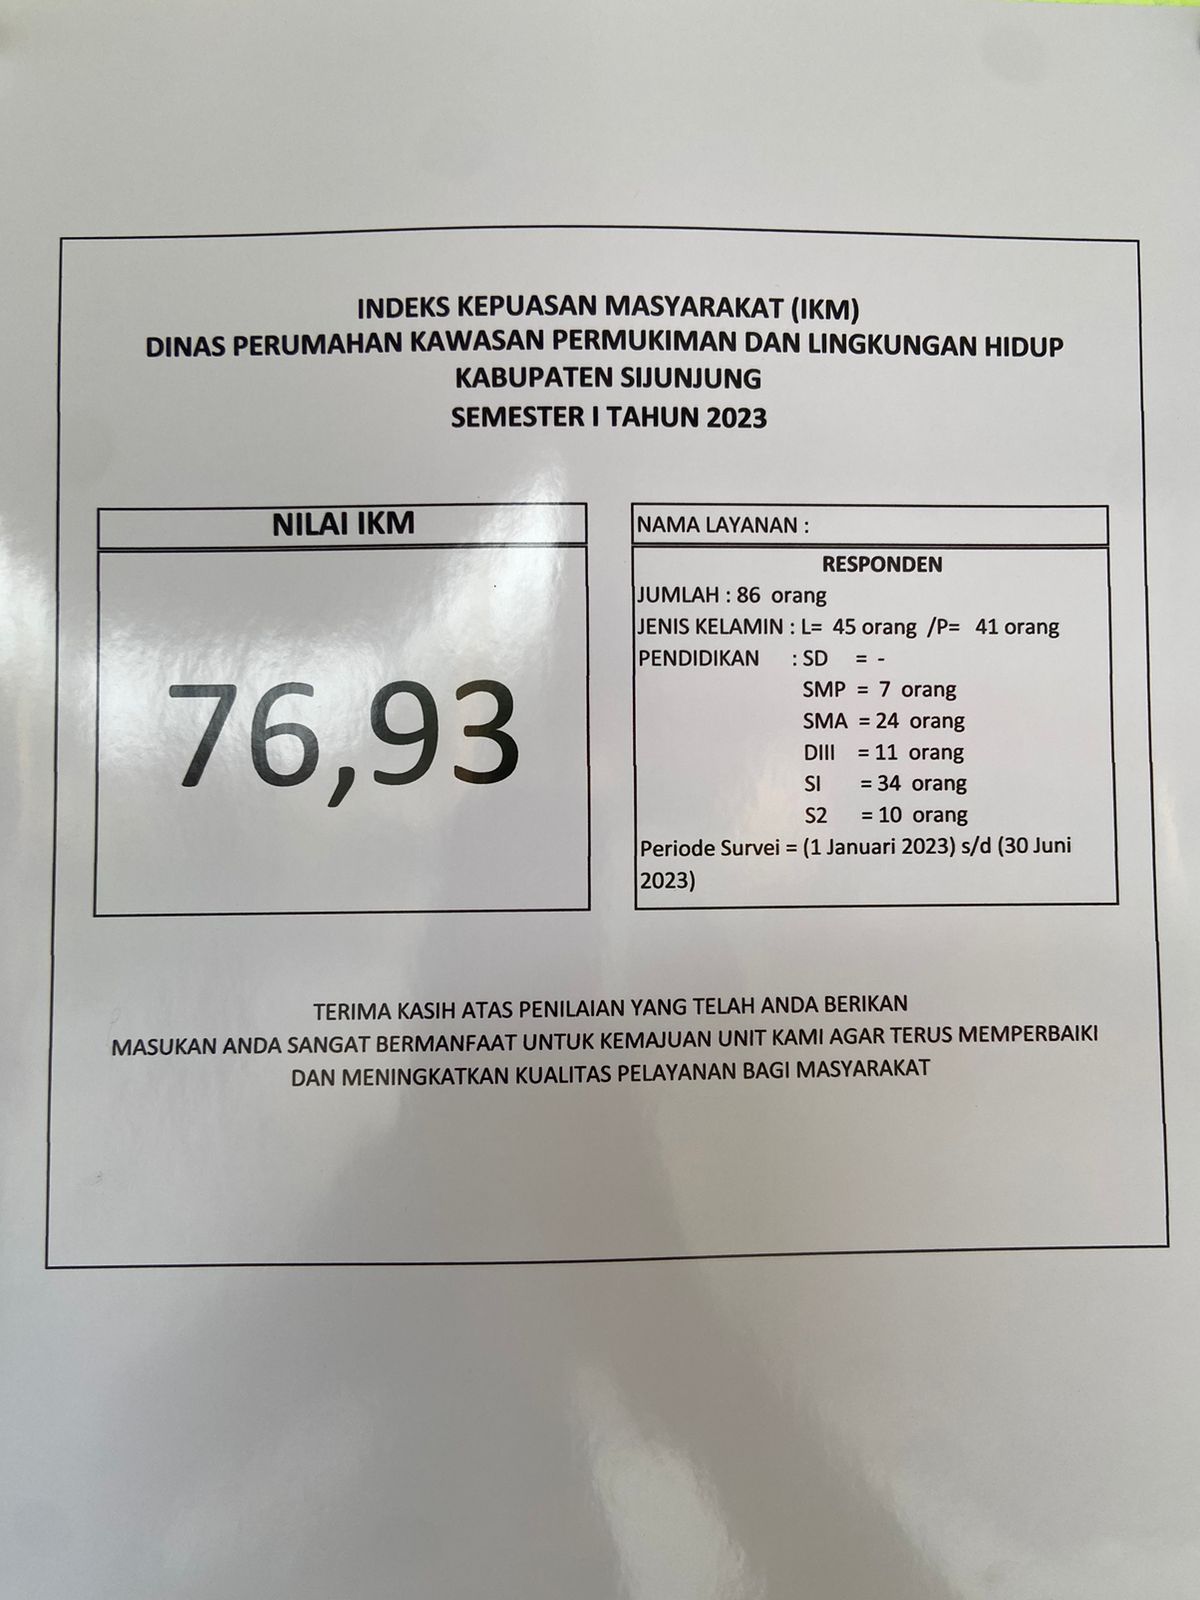 INDEKS KEPUASAN MASYARAKAT (IKM)
DINAS PERUMAHAN KAWASAN PERMUKIMAN DAN LINGKUNGAN HIDUP
KABUPATEN SIJUNJUNG
SEMESTER I TAHUN 2023
NILAI IKM
76,93
NAMA LAYANAN :
RESPONDEN
JUMLAH : 86 orang
JENIS KELAMIN : L= 45 orang /P= 41 orang
PENDIDIKAN : SD = -
SMP = 7 orang
SMA = 24 orang
DIII = 11 orang
SI = 34 orang
S2 = 10 orang
Periode Survei = (1 Januari 2023) s/d (30 Juni
2023)
TERIMA KASIH ATAS PENILAIAN YANG TELAH ANDA BERIKAN
MASUKAN ANDA SANGAT BERMANFAAT UNTUK KEMAJUAN UNIT KAMI AGAR TERUS MEMPERBAIKI
DAN MENINGKATKAN KUALITAS PELAYANAN BAGI MASYARAKAT